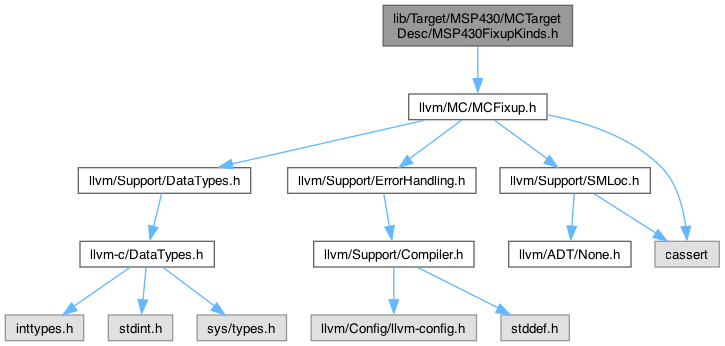 lib/Target/MSP430/MCTarget
Desc/MSP430FixupKinds.h
llvm/MC/MCFixup.h
llvm/Support/DataTypes.h
llvm/Support/ErrorHandling.h
llvm/Support/SMLoc.h
llvm-c/DataTypes.h
llvm/Support/Compiler.h
llvm/ADT/None.h
cassert
inttypes.h
stdint.h
sys/types.h
llvm/Config/llvm-config.h
stddef.h